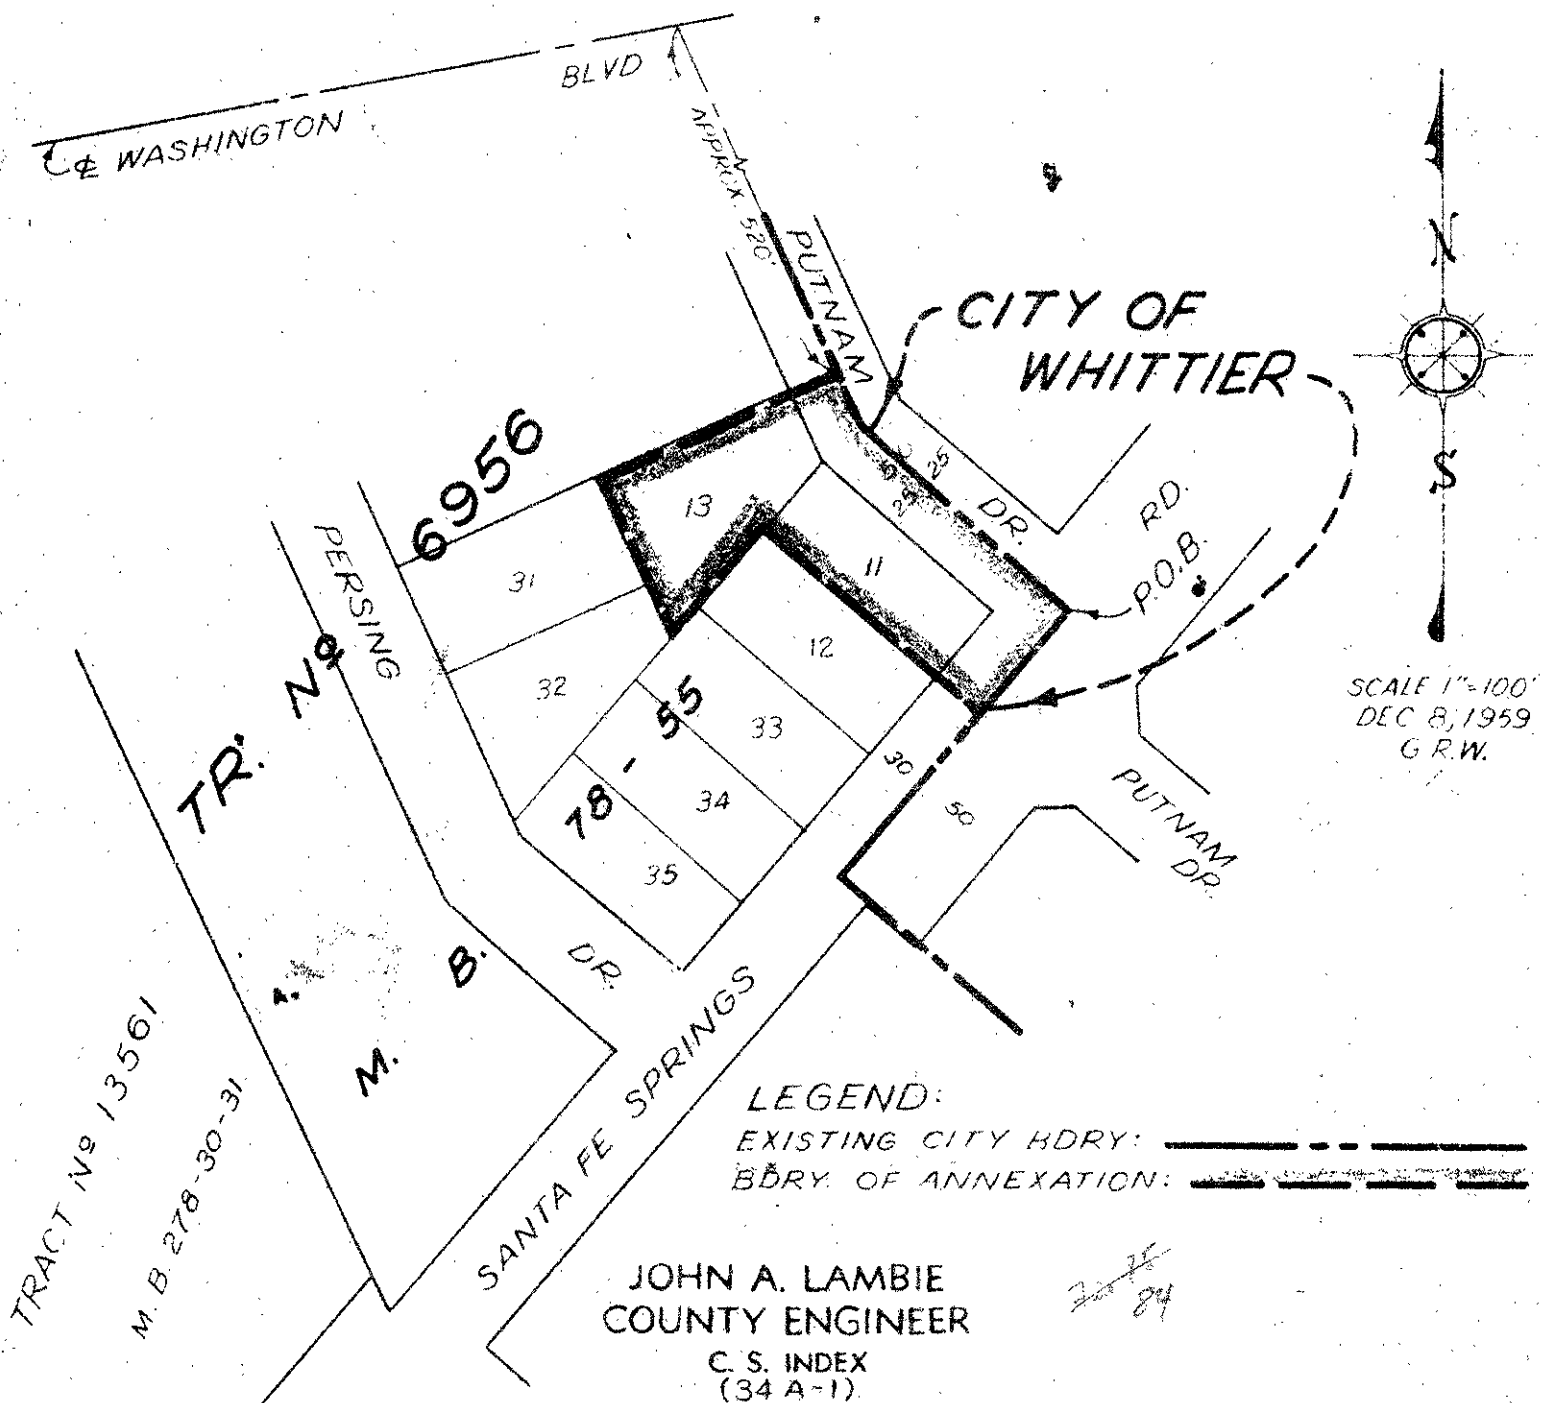 BLVD
℄ WASHINGTON
APPROX. 520'
PUTNAM
CITY OF
WHITTIER
N
S
6956
25
25
DR.
RD.
P.O.B.
13
11
31
12
32
33
34
35
30
50
PERSING
TR. Nº
78 - 55
SCALE 1"=100'
DEC 8, 1959
G.R.W.
PUTNAM
DR.
DR.
M. B.
SANTA FE SPRINGS
TRACT Nº 13561
M. B. 278-30-31
LEGEND:
EXISTING CITY BDRY:
BDRY. OF ANNEXATION:
JOHN A. LAMBIE
COUNTY ENGINEER
C. S. INDEX
(34 A-1)
84